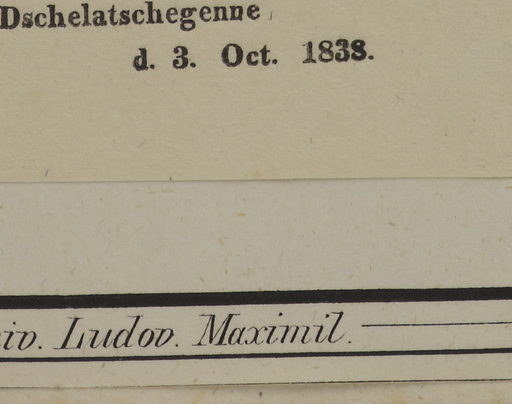 Dschelatschegenne
d. 3. Oct. 1838.
iv. Ludov. Maximil.